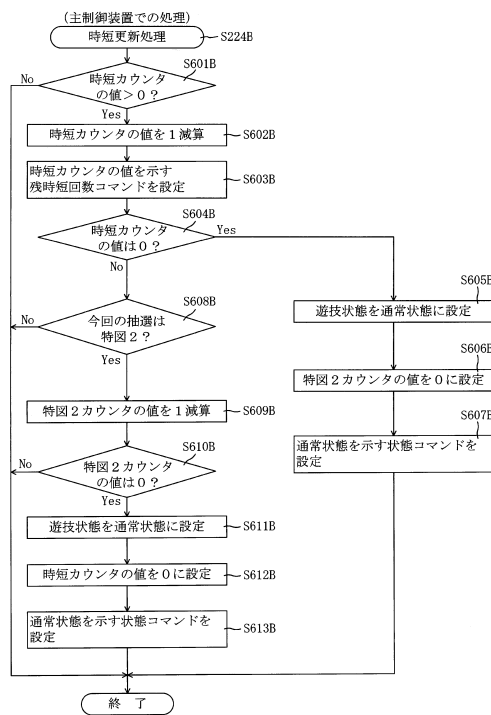 (主制御装置での処理)
時短更新処理
S224B
S601B
時短カウンタ
の値>0?
No
Yes
時短カウンタの値を1減算
S602B
時短カウンタの値を示す
残時短回数コマンドを設定
S603B
S604B
時短カウンタ
の値は0?
Yes
No
S605B
遊技状態を通常状態に設定
S606B
特図2カウンタの値を0に設定
S607B
通常状態を示す状態コマンドを
設定
S608B
今回の抽選は
特図2?
No
Yes
特図2カウンタの値を1減算
S609B
S610B
特図2カウンタ
の値は0?
No
Yes
遊技状態を通常状態に設定
S611B
時短カウンタの値を0に設定
S612B
通常状態を示す状態コマンドを
設定
S613B
終了